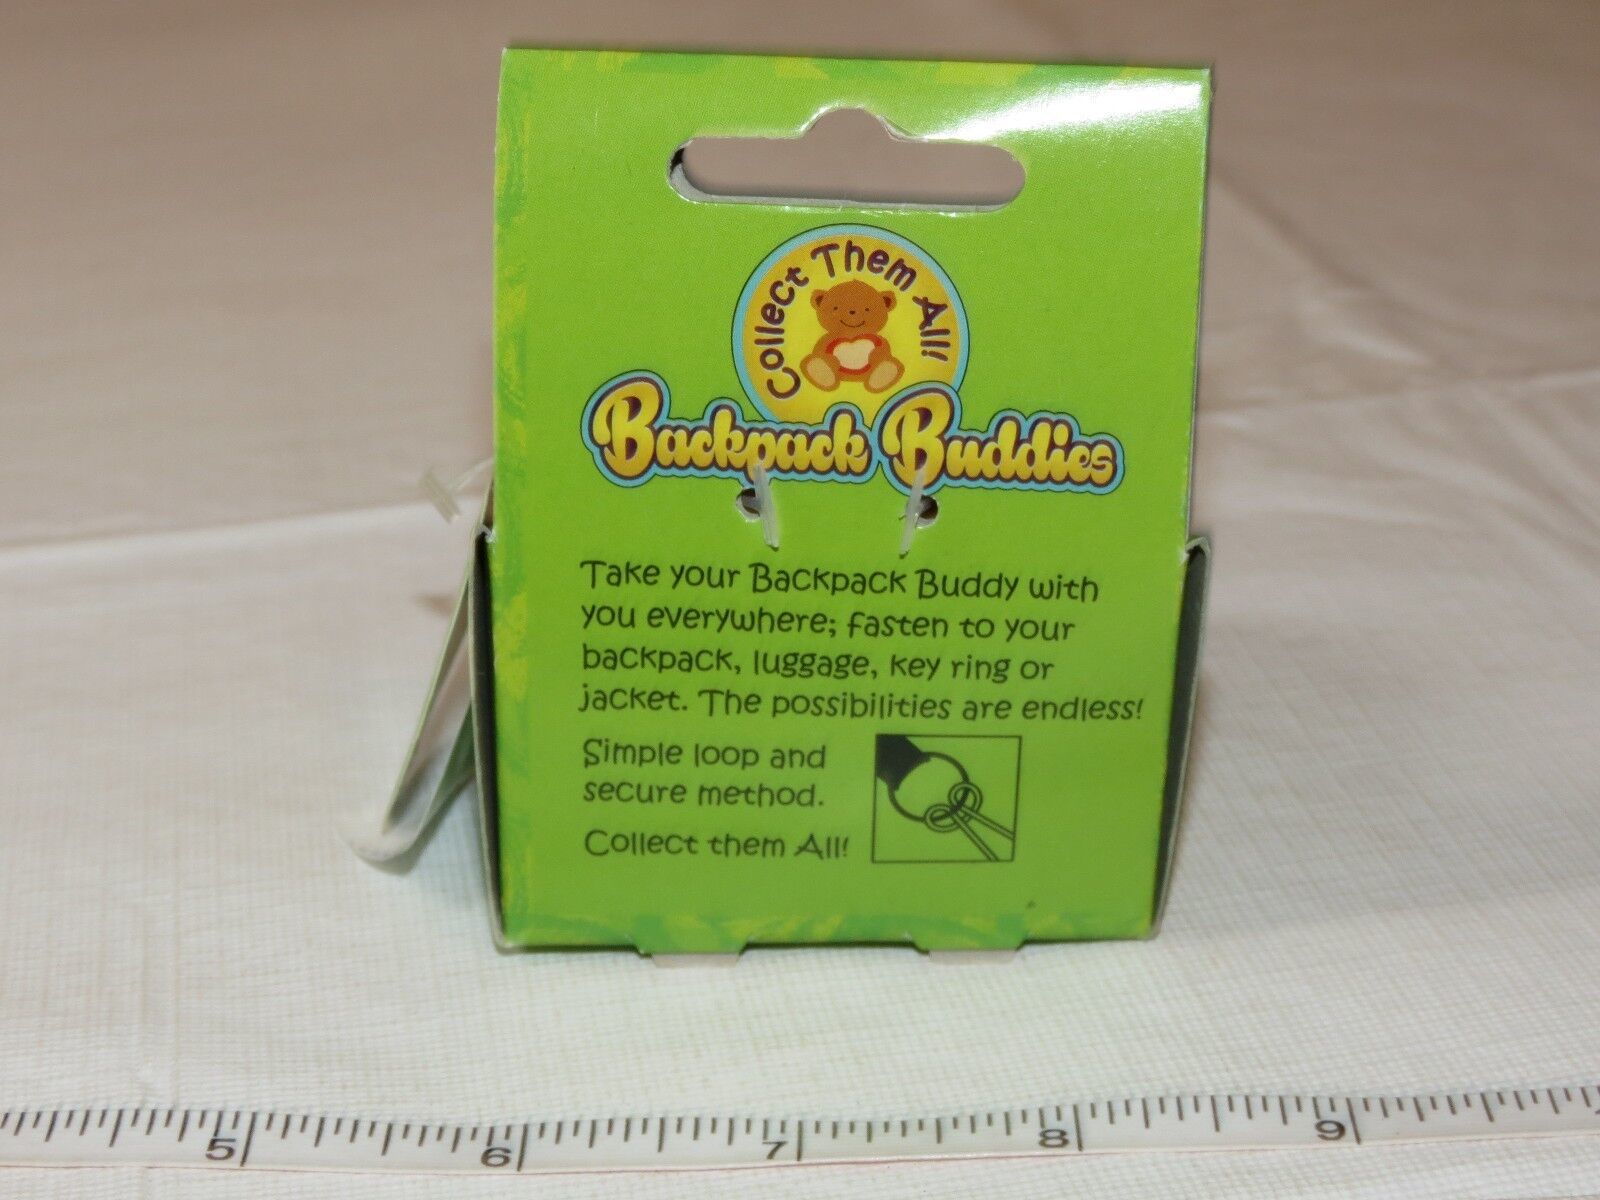 Collect Them All!
Backpack Buddies
Take your Backpack Buddy with
you everywhere; fasten to your
backpack, luggage, key ring or
jacket. The possibilities are endless!
Simple loop and
secure method.
Collect them All!
5 6 7 8 9